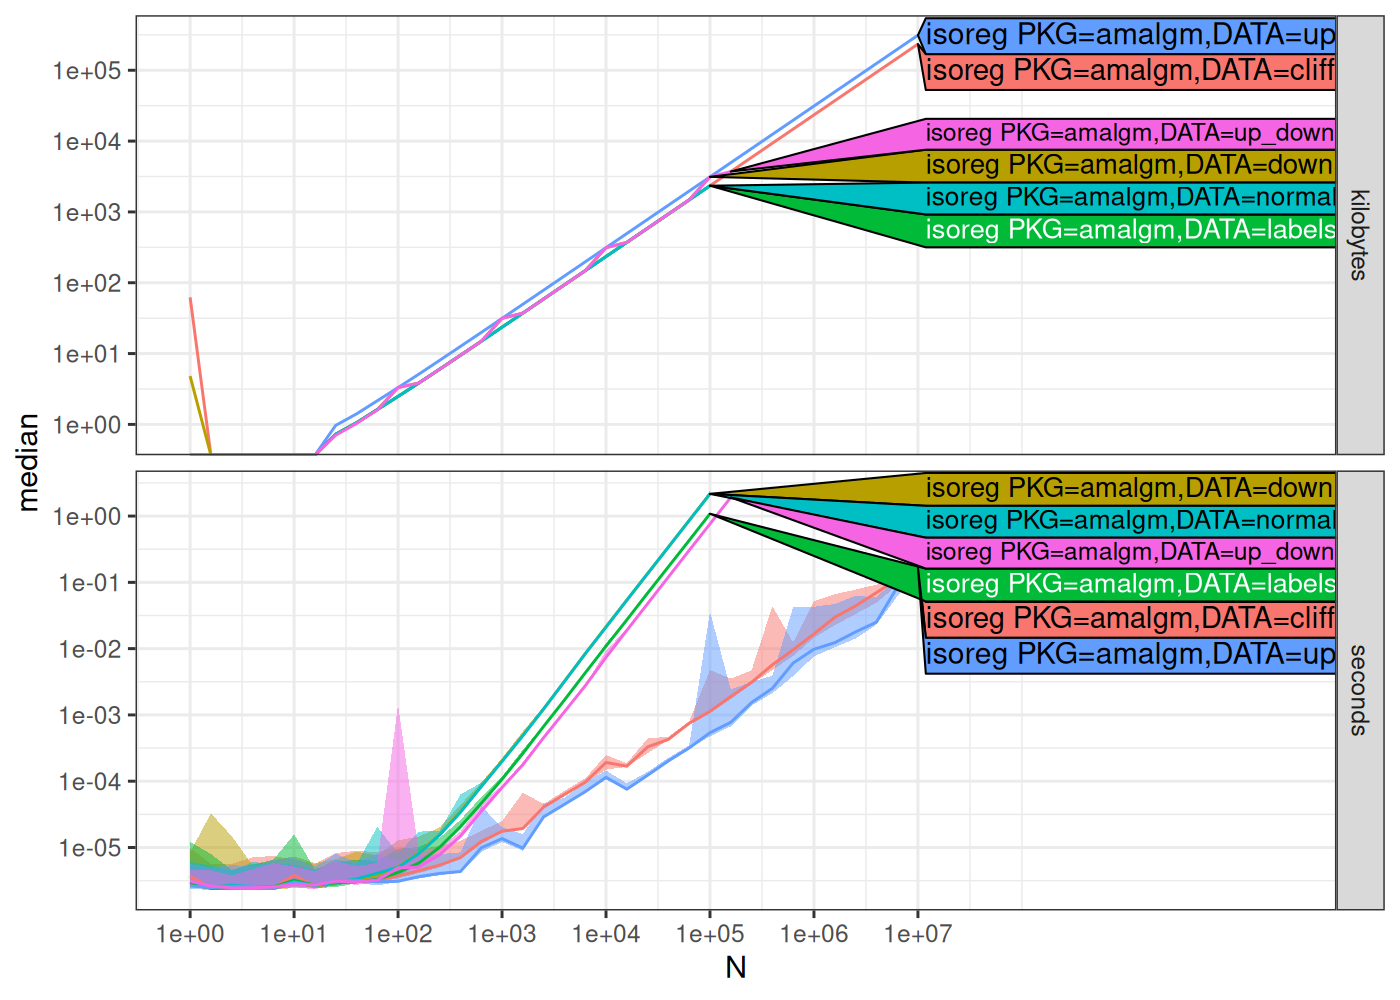 median
1e+05
1e+04
1e+03
1e+02
1e+01
1e+00
isoreg PKG=amalgm,DATA=up
isoreg PKG=amalgm,DATA=cliff
isoreg PKG=amalgm,DATA=up_down
isoreg PKG=amalgm,DATA=down
isoreg PKG=amalgm,DATA=normal
isoreg PKG=amalgm,DATA=labels
kilobytes
1e+00
1e-01
1e-02
1e-03
1e-04
1e-05
isoreg PKG=amalgm,DATA=down
isoreg PKG=amalgm,DATA=normal
isoreg PKG=amalgm,DATA=up_down
isoreg PKG=amalgm,DATA=labels
isoreg PKG=amalgm,DATA=cliff
isoreg PKG=amalgm,DATA=up
seconds
1e+00 1e+01 1e+02 1e+03 1e+04 1e+05 1e+06 1e+07
N